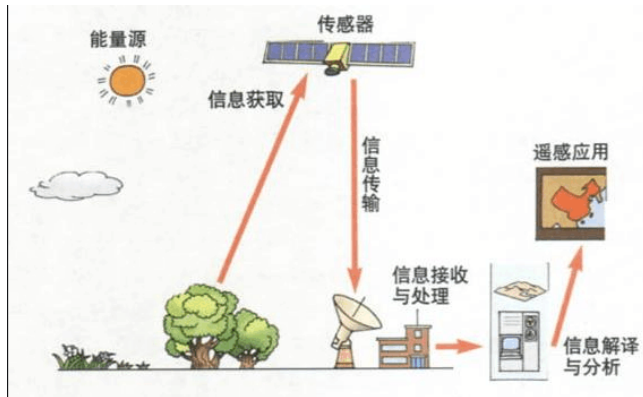 能量源
传感器
信息获取
信
息
传
输
遥感应用
信息接收
与处理
信息解译
与分析